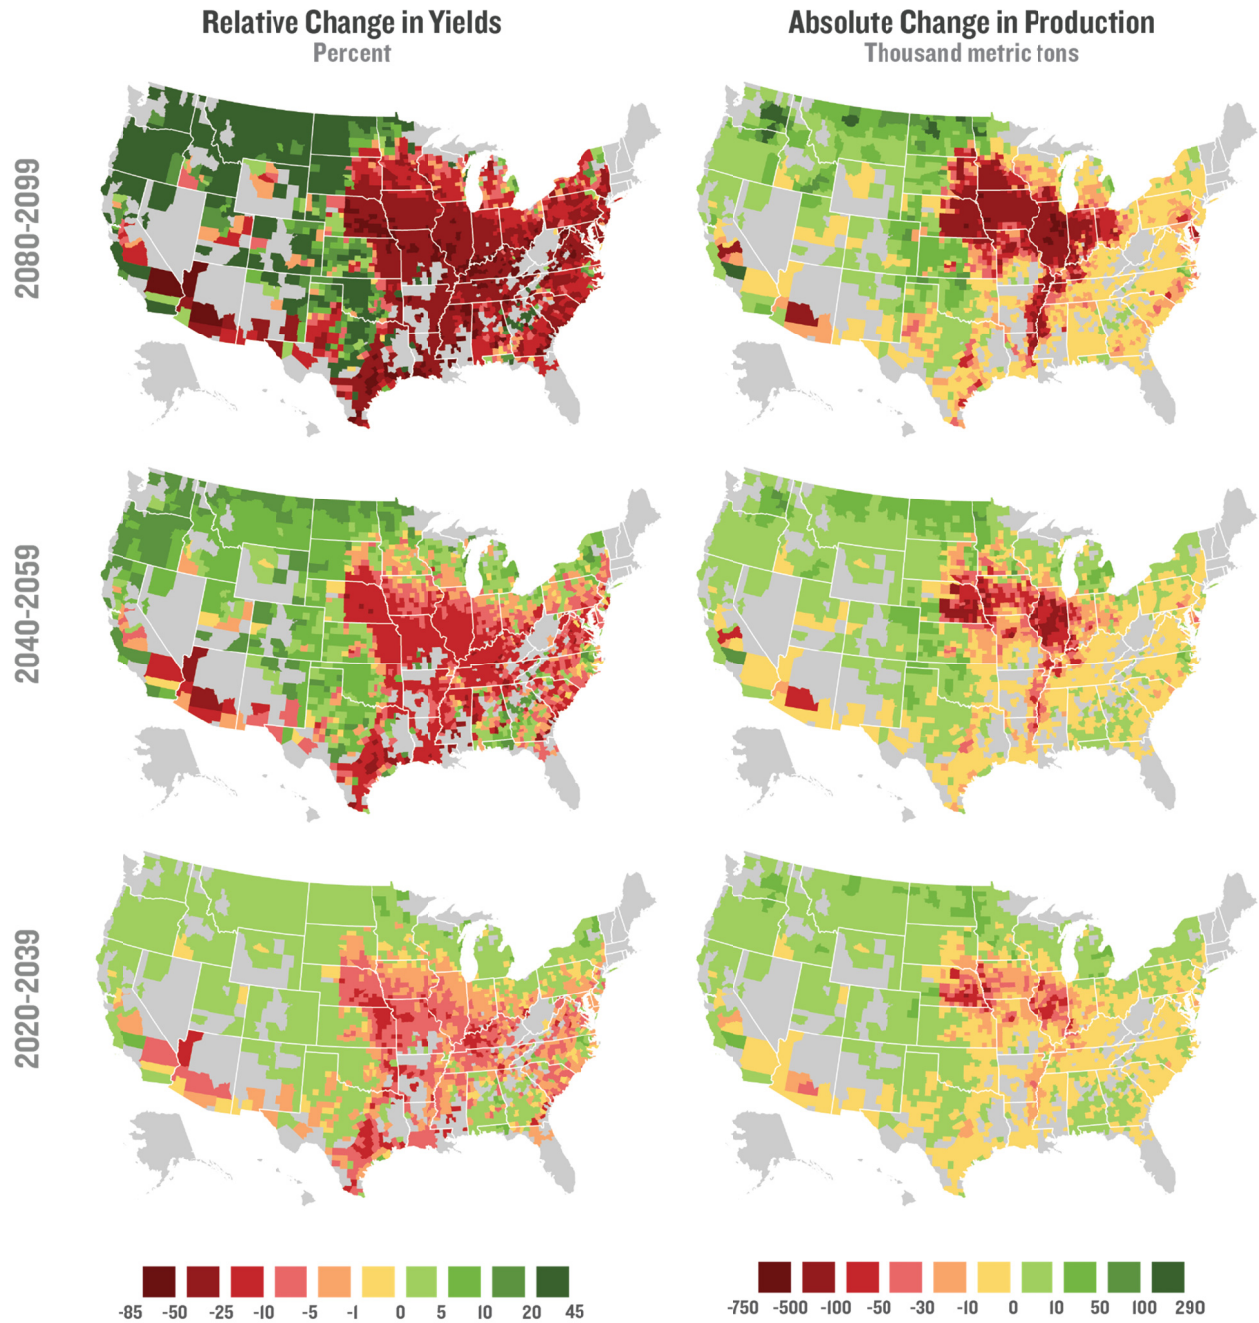 Relative Change in Yields
Percent
Absolute Change in Production
Thousand metric tons
2080-2099
2040-2059
2020-2039
-85 -50 -25 -10 -5 -1 0 5 10 20 45
-750 -500 -100 -50 -30 -10 0 10 50 100 290